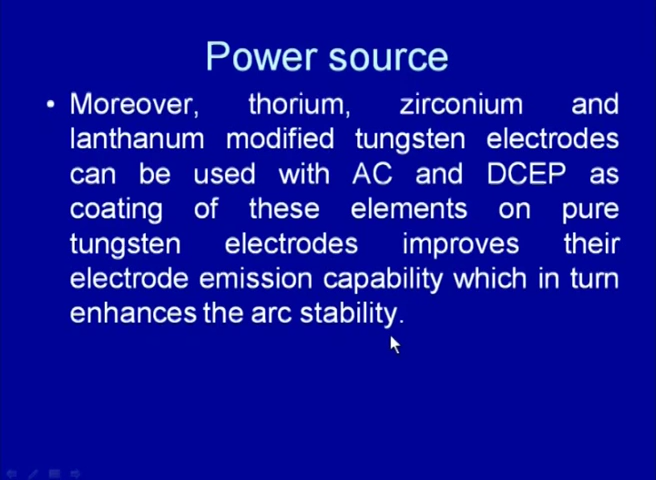 Power source
• Moreover, thorium, zirconium and
lanthanum modified tungsten electrodes
can be used with AC and DCEP as
coating of these elements on pure
tungsten electrodes improves their
electrode emission capability which in turn
enhances the arc stability.